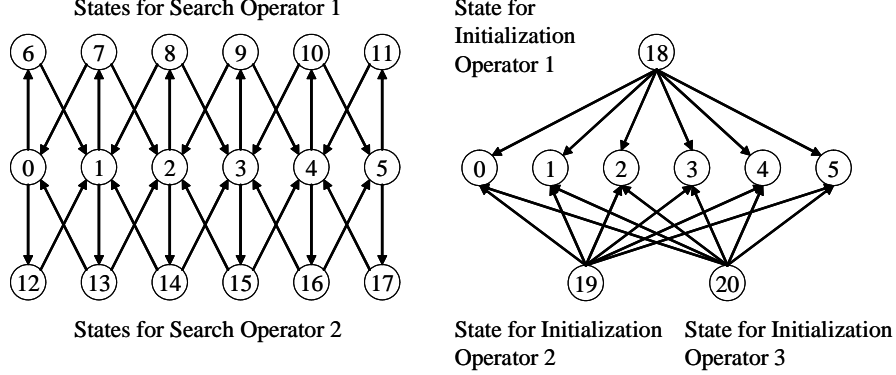 States for Search Operator 1
6 7 8 9 10 11
0 1 2 3 4 5
12 13 14 15 16 17
States for Search Operator 2
State for
Initialization
Operator 1
18
0 1 2 3 4 5
19 20
State for Initialization
Operator 2
State for Initialization
Operator 3